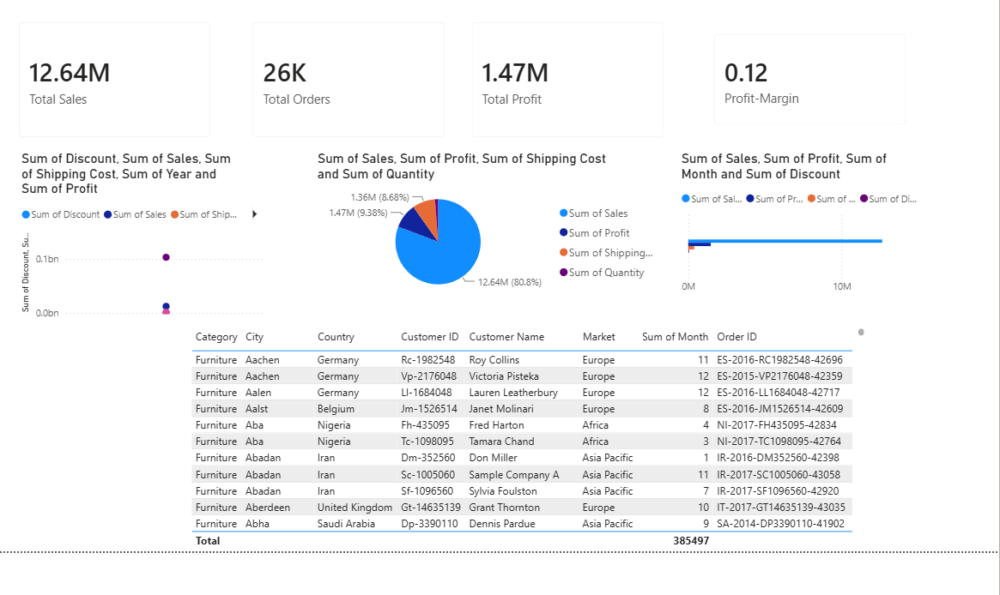 12.64M
Total Sales
26K
Total Orders
1.47M
Total Profit
0.12
Profit-Margin
Sum of Discount, Sum of Sales, Sum
of Shipping Cost, Sum of Year and
Sum of Profit
Sum of Discount Sum of Sales Sum of Ship...
Sum of Discount, Su...
0.1bn
0.0bn
Sum of Sales, Sum of Profit, Sum of Shipping Cost
and Sum of Quantity
1.36M (8.68%)
1.47M (9.38%)
12.64M (80.8%)
Sum of Sales
Sum of Profit
Sum of Shipping...
Sum of Quantity
Sum of Sales, Sum of Profit, Sum of
Month and Sum of Discount
Sum of Sal... Sum of Pr... Sum of ... Sum of Di...
0M 10M
Category City Country Customer ID Customer Name Market Sum of Month Order ID
Furniture Aachen Germany Rc-1982548 Roy Collins Europe 11 ES-2016-RC1982548-42696
Furniture Aachen Germany Vp-2176048 Victoria Pisteka Europe 12 ES-2015-VP2176048-42359
Furniture Aalen Germany Ll-1684048 Lauren Leatherbury Europe 12 ES-2016-LL1684048-42717
Furniture Aalst Belgium Jm-1526514 Janet Molinari Europe 8 ES-2016-JM1526514-42609
Furniture Aba Nigeria Fh-435095 Fred Harton Africa 4 NI-2017-FH435095-42834
Furniture Aba Nigeria Tc-1098095 Tamara Chand Africa 3 NI-2017-TC1098095-42764
Furniture Abadan Iran Dm-352560 Don Miller Asia Pacific 1 IR-2016-DM352560-42398
Furniture Abadan Iran Sc-1005060 Sample Company A Asia Pacific 11 IR-2017-SC1005060-43058
Furniture Abadan Iran Sf-1096560 Sylvia Foulston Asia Pacific 7 IR-2017-SF1096560-42920
Furniture Aberdeen United Kingdom Gt-14635139 Grant Thornton Europe 10 IT-2017-GT14635139-43035
Furniture Abha Saudi Arabia Dp-3390110 Dennis Pardue Asia Pacific 9 SA-2014-DP3390110-41902
Total 385497